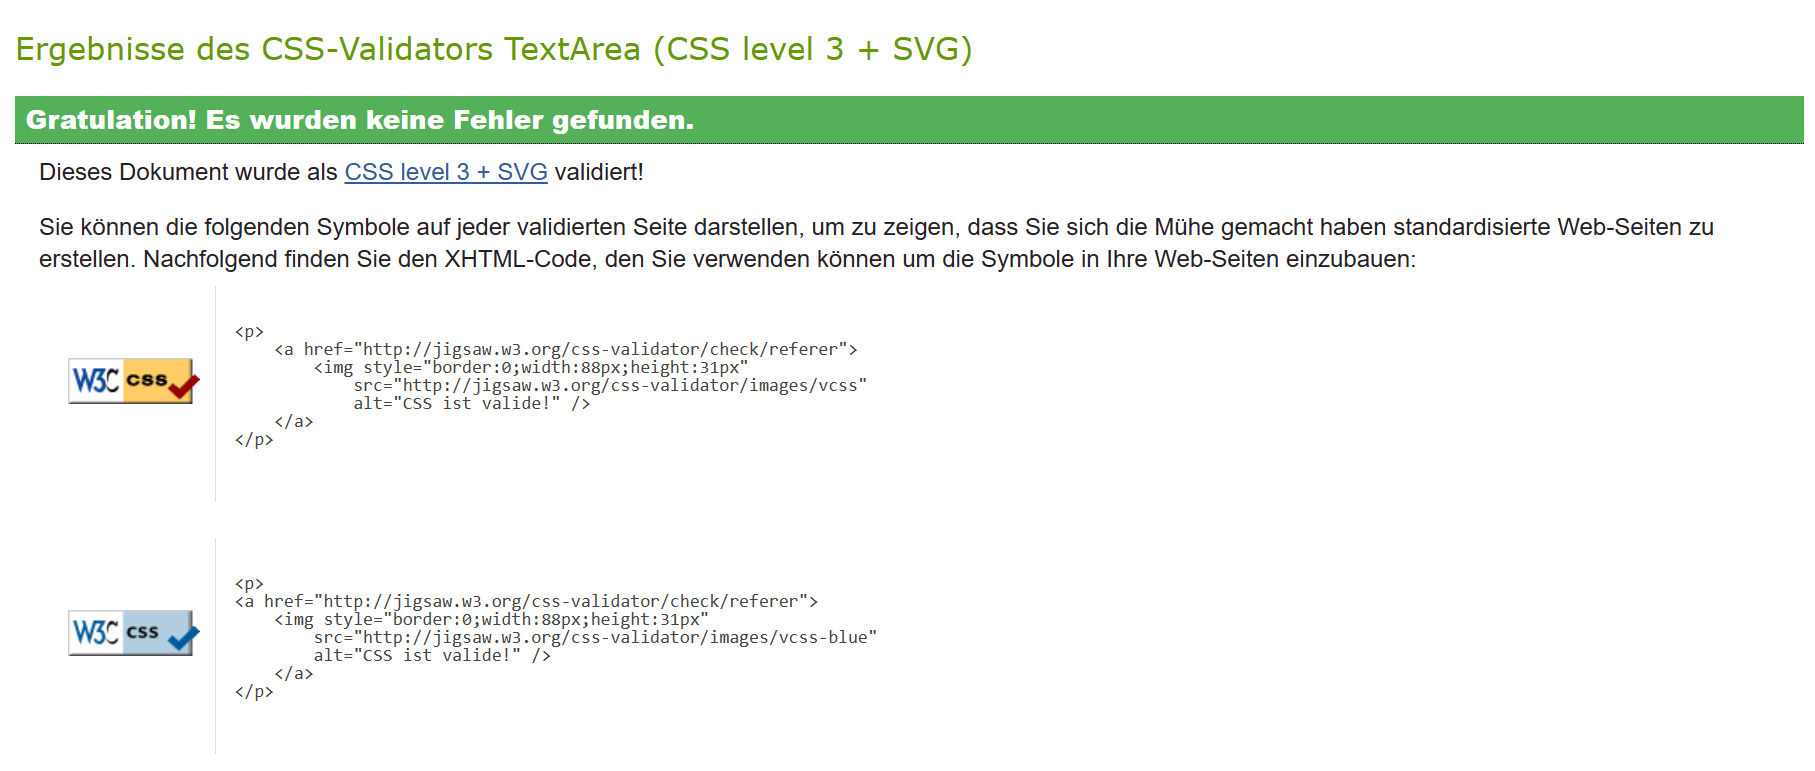 Ergebnisse des CSS-Validators TextArea (CSS level 3 + SVG)
Gratulation! Es wurden keine Fehler gefunden.
Dieses Dokument wurde als CSS level 3 + SVG validiert!
Sie können die folgenden Symbole auf jeder validierten Seite darstellen, um zu zeigen, dass Sie sich die Mühe gemacht haben standardisierte Web-Seiten zu
erstellen. Nachfolgend finden Sie den XHTML-Code, den Sie verwenden können um die Symbole in Ihre Web-Seiten einzubauen:
W3C css
<p>
    <a href="http://jigsaw.w3.org/css-validator/check/referer">
        <img style="border:0;width:88px;height:31px"
            src="http://jigsaw.w3.org/css-validator/images/vcss"
            alt="CSS ist valide!" />
    </a>
</p>
W3C css
<p>
<a href="http://jigsaw.w3.org/css-validator/check/referer">
    <img style="border:0;width:88px;height:31px"
        src="http://jigsaw.w3.org/css-validator/images/vcss-blue"
        alt="CSS ist valide!" />
    </a>
</p>